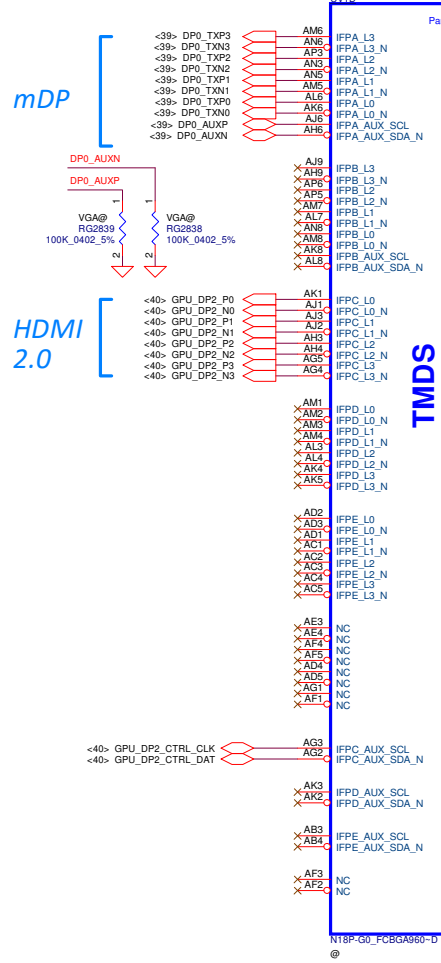 Pa
<39> DP0_TXP3 AM6 IFPA_L3
<39> DP0_TXN3 AN6 IFPA_L3_N
<39> DP0_TXP2 AP3 IFPA_L2
<39> DP0_TXN2 AN3 IFPA_L2_N
<39> DP0_TXP1 AN5 IFPA_L1
<39> DP0_TXN1 AM5 IFPA_L1_N
<39> DP0_TXP0 AL6 IFPA_L0
<39> DP0_TXN0 AK6 IFPA_L0_N
<39> DP0_AUXP AJ6 IFPA_AUX_SCL
<39> DP0_AUXN AH6 IFPA_AUX_SDA_N
mDP
DP0_AUXN
DP0_AUXP
1 1
VGA@ VGA@
RG2839 RG2838
100K_0402_5% 100K_0402_5%
2 2
AJ9 IFPB_L3
AH9 IFPB_L3_N
AP6 IFPB_L2
AP5 IFPB_L2_N
AM7 IFPB_L1
AL7 IFPB_L1_N
AN8 IFPB_L0
AM8 IFPB_L0_N
AK8 IFPB_AUX_SCL
AL8 IFPB_AUX_SDA_N
HDMI
2.0
<40> GPU_DP2_P0 AK1 IFPC_L0
<40> GPU_DP2_N0 AJ1 IFPC_L0_N
<40> GPU_DP2_P1 AJ3 IFPC_L1
<40> GPU_DP2_N1 AJ2 IFPC_L1_N
<40> GPU_DP2_P2 AH3 IFPC_L2
<40> GPU_DP2_N2 AH4 IFPC_L2_N
<40> GPU_DP2_P3 AG5 IFPC_L3
<40> GPU_DP2_N3 AG4 IFPC_L3_N
TMDS
AM1 IFPD_L0
AM2 IFPD_L0_N
AM3 IFPD_L1
AM4 IFPD_L1_N
AL3 IFPD_L2
AL4 IFPD_L2_N
AK4 IFPD_L3
AK5 IFPD_L3_N
AD2 IFPE_L0
AD3 IFPE_L0_N
AD1 IFPE_L1
AC1 IFPE_L1_N
AC2 IFPE_L2
AC3 IFPE_L2_N
AC4 IFPE_L3
AC5 IFPE_L3_N
AE3 NC
AE4 NC
AF4 NC
AF5 NC
AD4 NC
AD5 NC
AG1 NC
AF1 NC
<40> GPU_DP2_CTRL_CLK AG3 IFPC_AUX_SCL
<40> GPU_DP2_CTRL_DAT AG2 IFPC_AUX_SDA_N
AK3 IFPD_AUX_SCL
AK2 IFPD_AUX_SDA_N
AB3 IFPE_AUX_SCL
AB4 IFPE_AUX_SDA_N
AF3 NC
AF2 NC
N18P-G0_FCBGA960~D
@